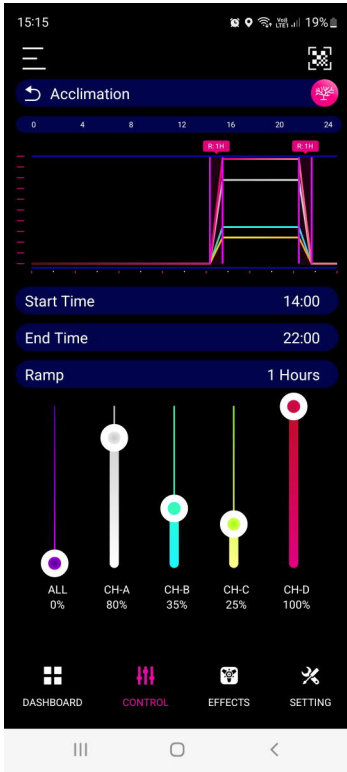 15:15 Vo)) LTE1 19%
Acclimation
0 4 8 12 16 20 24
R: 1H R: 1H
Start Time 14:00
End Time 22:00
Ramp 1 Hours
ALL CH-A CH-B CH-C CH-D
0% 80% 35% 25% 100%
DASHBOARD CONTROL EFFECTS SETTING